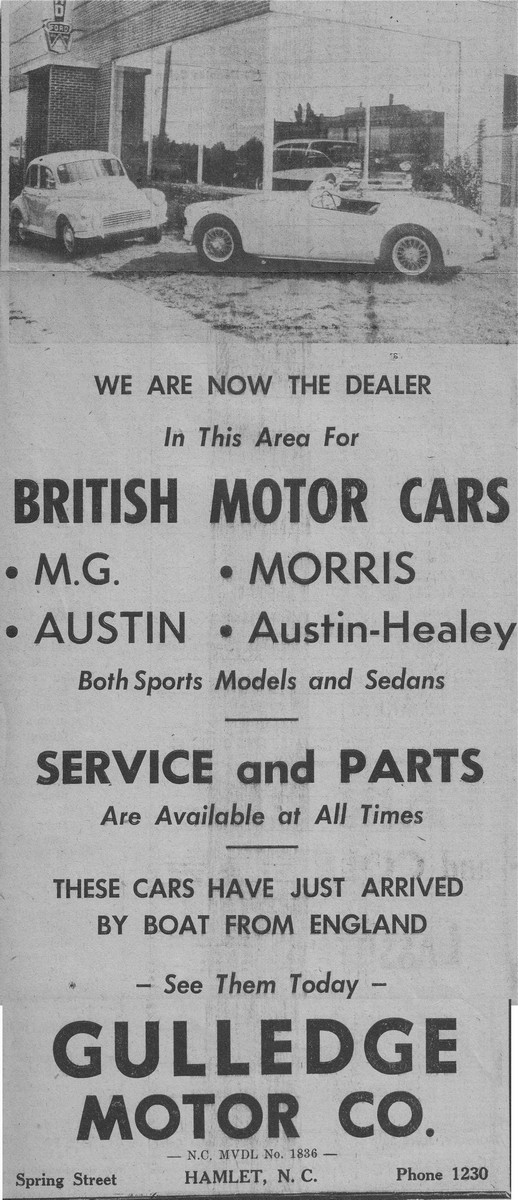 FORD
WE ARE NOW THE DEALER
In This Area For
BRITISH MOTOR CARS
• M.G. • MORRIS
• AUSTIN • Austin-Healey
Both Sports Models and Sedans
SERVICE and PARTS
Are Available at All Times
THESE CARS HAVE JUST ARRIVED
BY BOAT FROM ENGLAND
– See Them Today –
GULLEDGE
MOTOR CO.
— N.C. MVDL No. 1836 —
Spring Street HAMLET, N. C. Phone 1230